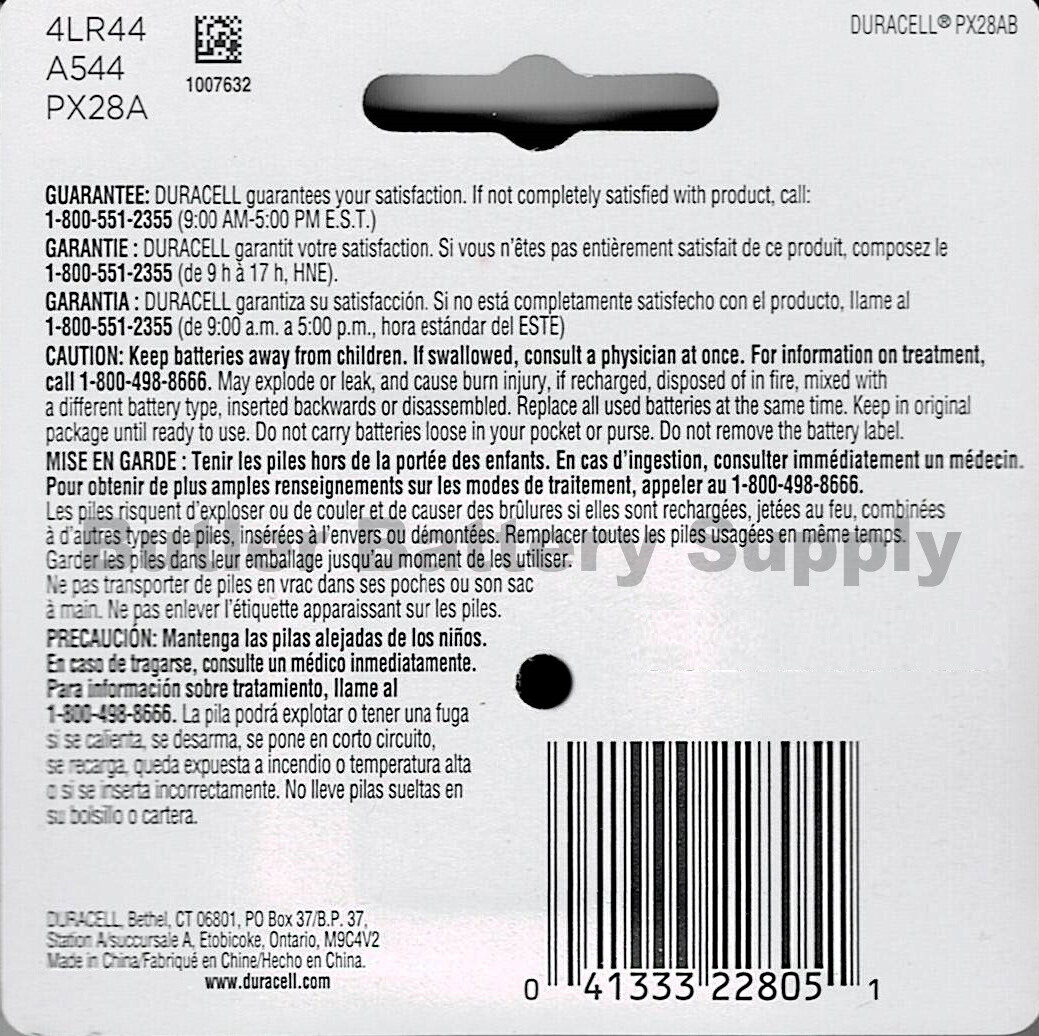 4LR44
A544
PX28A
1007632
DURACELL® PX28AB
GUARANTEE: DURACELL guarantees your satisfaction. If not completely satisfied with product, call:
1-800-551-2355 (9:00 AM-5:00 PM E.S.T.)
GARANTIE : DURACELL garantit votre satisfaction. Si vous n'êtes pas entièrement satisfait de ce produit, composez le
1-800-551-2355 (de 9 h à 17 h, HNE).
GARANTIA : DURACELL garantiza su satisfacción. Si no está completamente satisfecho con el producto, llame al
1-800-551-2355 (de 9:00 a.m. a 5:00 p.m., hora estándar del ESTE)
CAUTION: Keep batteries away from children. If swallowed, consult a physician at once. For information on treatment,
call 1-800-498-8666. May explode or leak, and cause burn injury, if recharged, disposed of in fire, mixed with
a different battery type, inserted backwards or disassembled. Replace all used batteries at the same time. Keep in original
package until ready to use. Do not carry batteries loose in your pocket or purse. Do not remove the battery label.
MISE EN GARDE : Tenir les piles hors de la portée des enfants. En cas d'ingestion, consulter immédiatement un médecin.
Pour obtenir de plus amples renseignements sur les modes de traitement, appeler au 1-800-498-8666.
Les piles risquent d'exploser ou de couler et de causer des brûlures si elles sont rechargées, jetées au feu, combinées
à d'autres types de piles, insérées à l'envers ou démontées. Remplacer toutes les piles usagées en même temps.
Battery Supply
Garder les piles dans leur emballage jusqu'au moment de les utiliser.
Ne pas transporter de piles en vrac dans ses poches ou son sac
à main. Ne pas enlever l'étiquette apparaissant sur les piles.
PRECAUCIÓN: Mantenga las pilas alejadas de los niños.
En caso de tragarse, consulte un médico inmediatamente.
Para información sobre tratamiento, llame al
1-800-498-8666. La pila podrá explotar o tener una fuga
si se calienta, se desarma, se pone en corto circuito,
se recarga, queda expuesta a incendio o temperatura alta
o si se inserta incorrectamente. No lleve pilas sueltas en
su bolsillo o cartera.
DURACELL, Bethel, CT 06801, PO Box 37/B.P. 37,
Station A/succursale A, Etobicoke, Ontario, M9C4V2
Made in China/Fabriqué en Chine/Hecho en China.
www.duracell.com
0 41333 22805 1